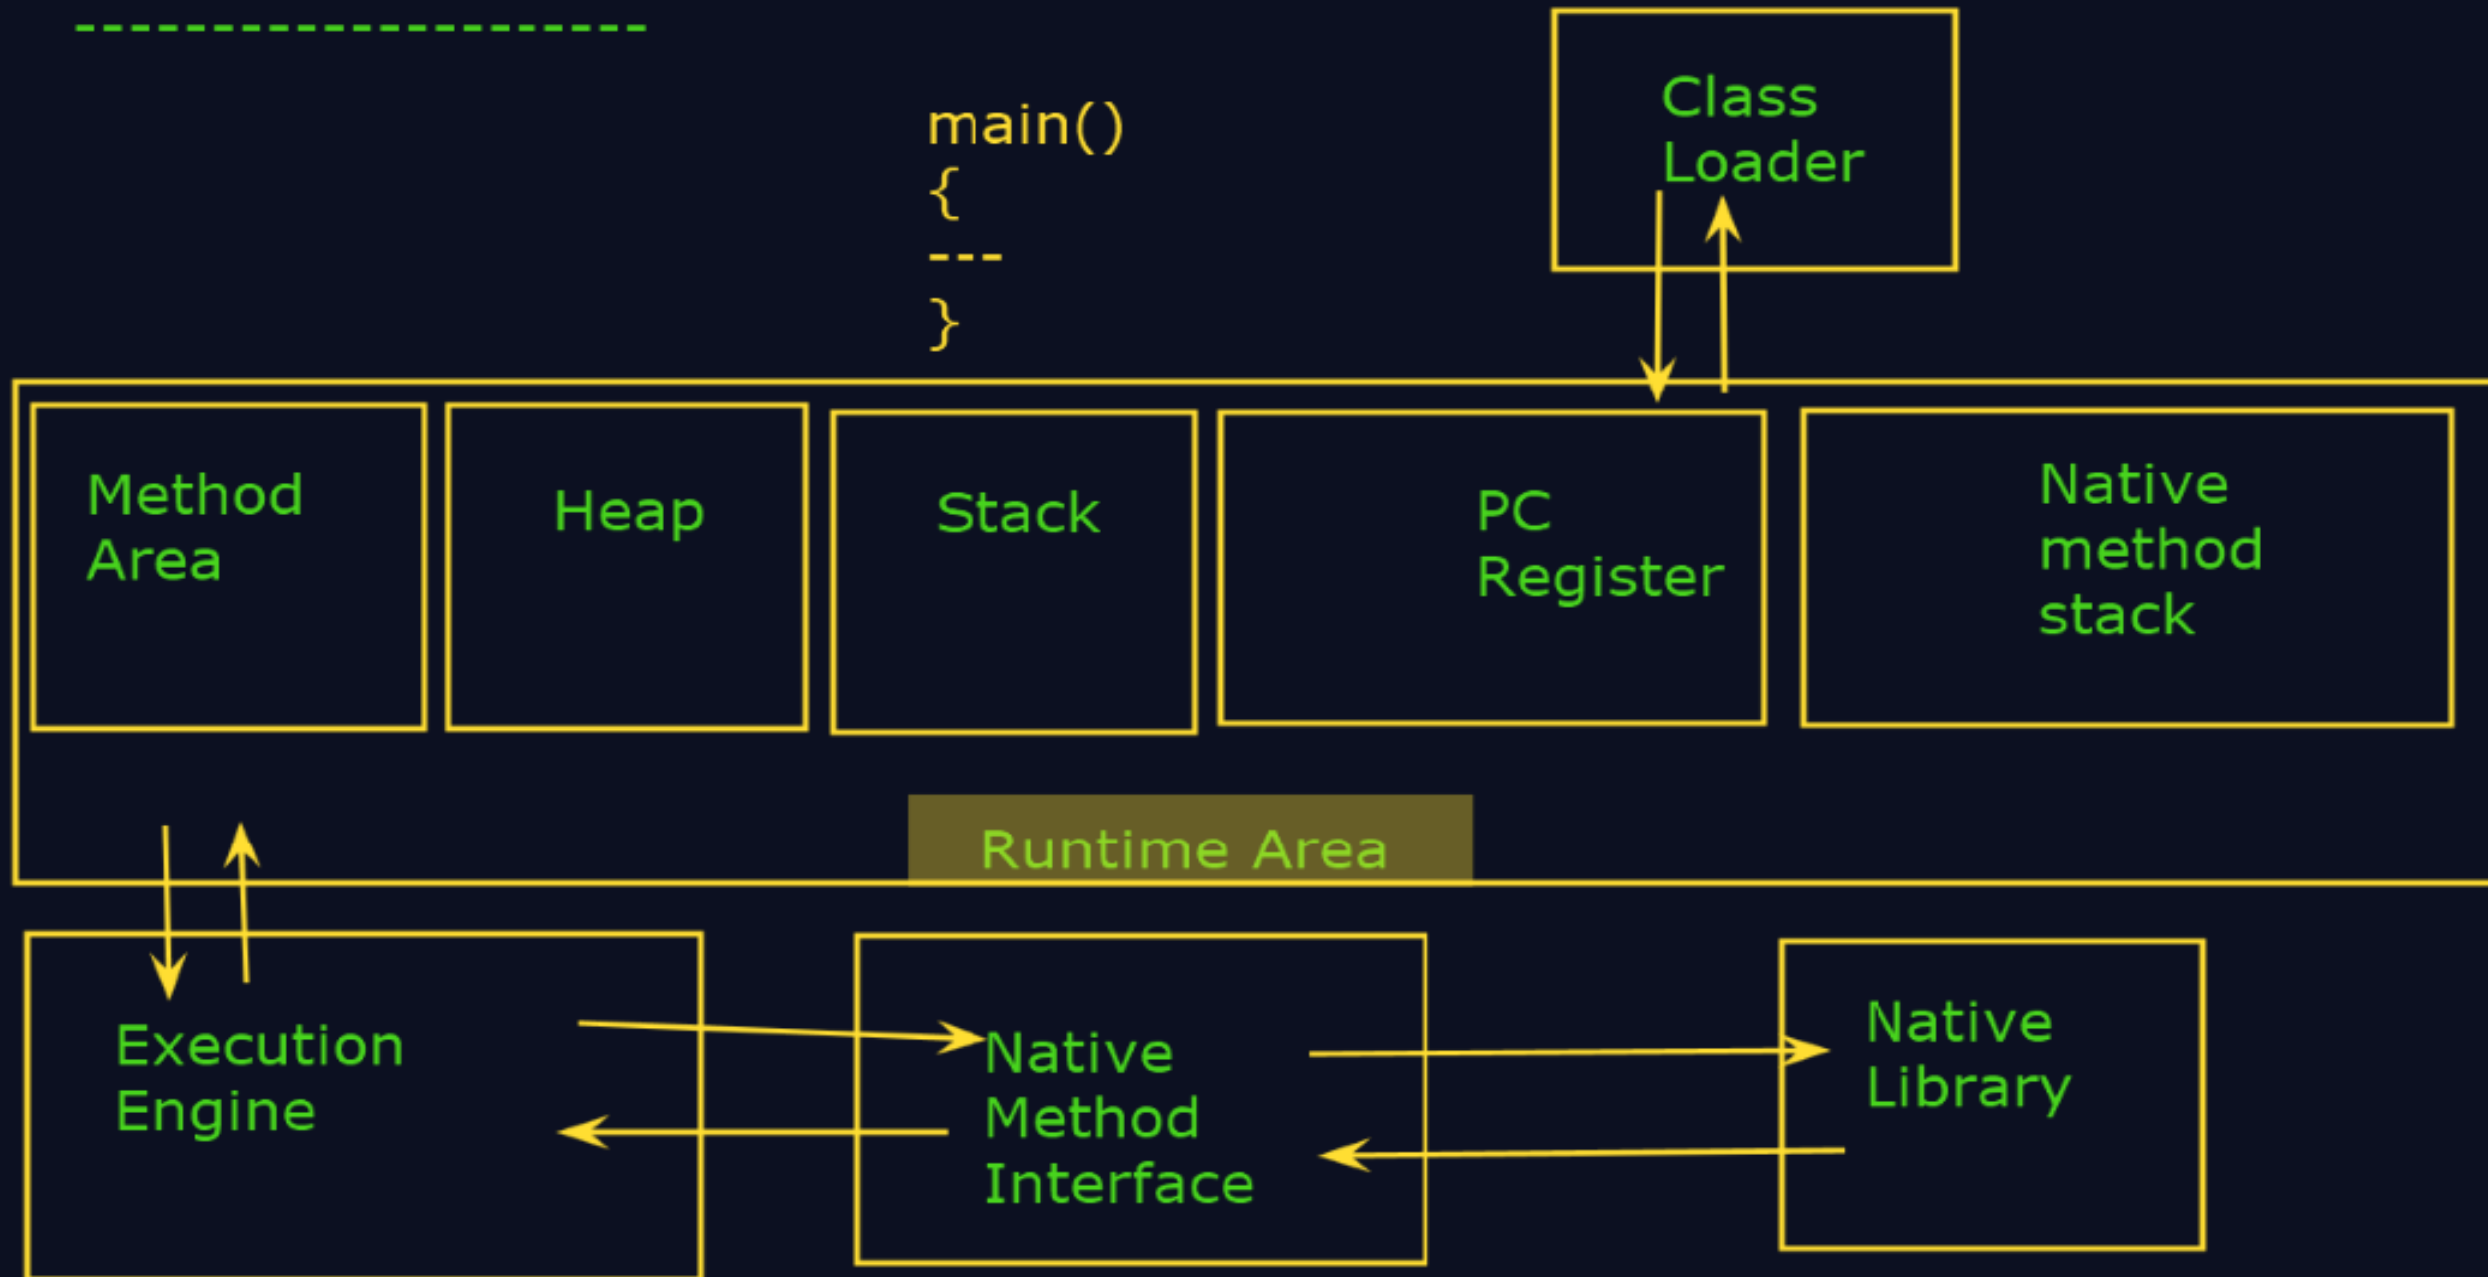 ---------------------
main()
{
---
}
Class
Loader
Method
Area
Heap
Stack
PC
Register
Native
method
stack
Runtime Area
Execution
Engine
Native
Method
Interface
Native
Library